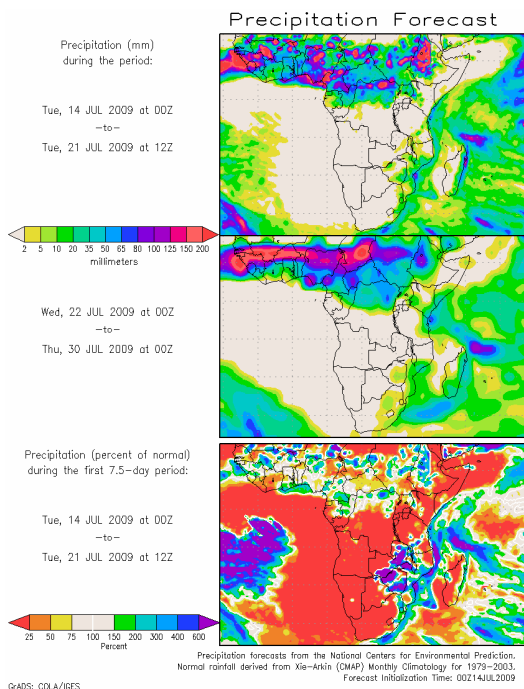 Precipitation Forecast
Precipitation (mm)
during the period:
Tue, 14 JUL 2009 at 00Z
-to-
Tue, 21 JUL 2009 at 12Z
2 5 10 20 35 50 65 80 100 125 150 200
millimeters
Wed, 22 JUL 2009 at 00Z
-to-
Thu, 30 JUL 2009 at 00Z
Precipitation (percent of normal)
during the first 7.5-day period:
Tue, 14 JUL 2009 at 00Z
-to-
Tue, 21 JUL 2009 at 12Z
25 50 75 100 150 200 300 400 600
Percent
Precipitation forecasts from the National Centers for Environmental Prediction.
Normal rainfall derived from Xie-Arkin (CMAP) Monthly Climatology for 1979-2003.
Forecast Initialization Time: 00Z14JUL2009
GrADS: COLA/IGES